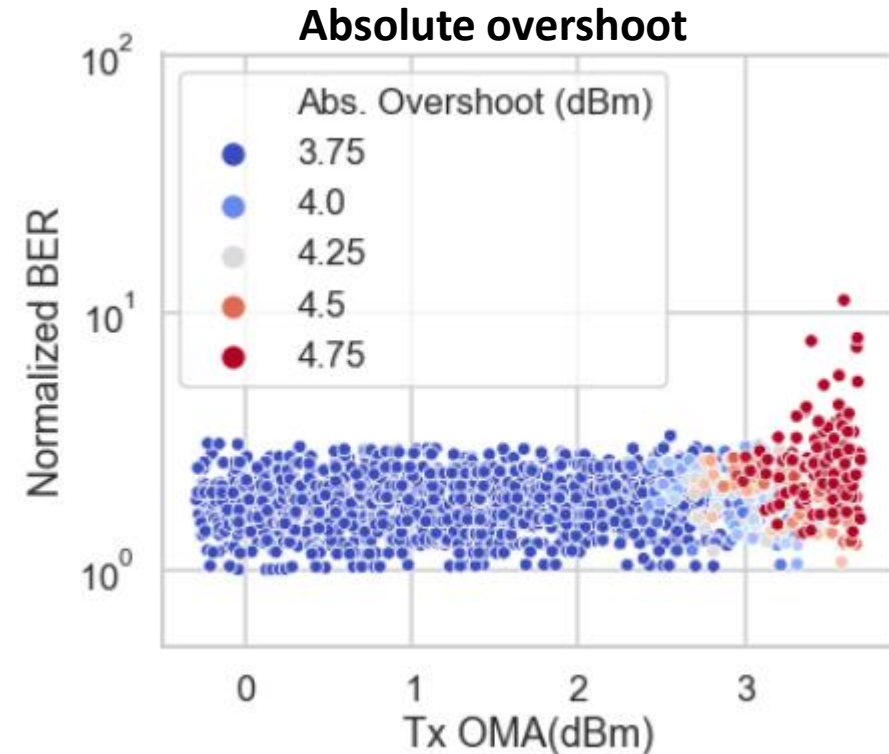 Absolute overshoot
10²
Abs. Overshoot (dBm)
3.75
4.0
4.25
4.5
4.75
Normalized BER
10¹
10⁰
0 1 2 3
Tx OMA(dBm)